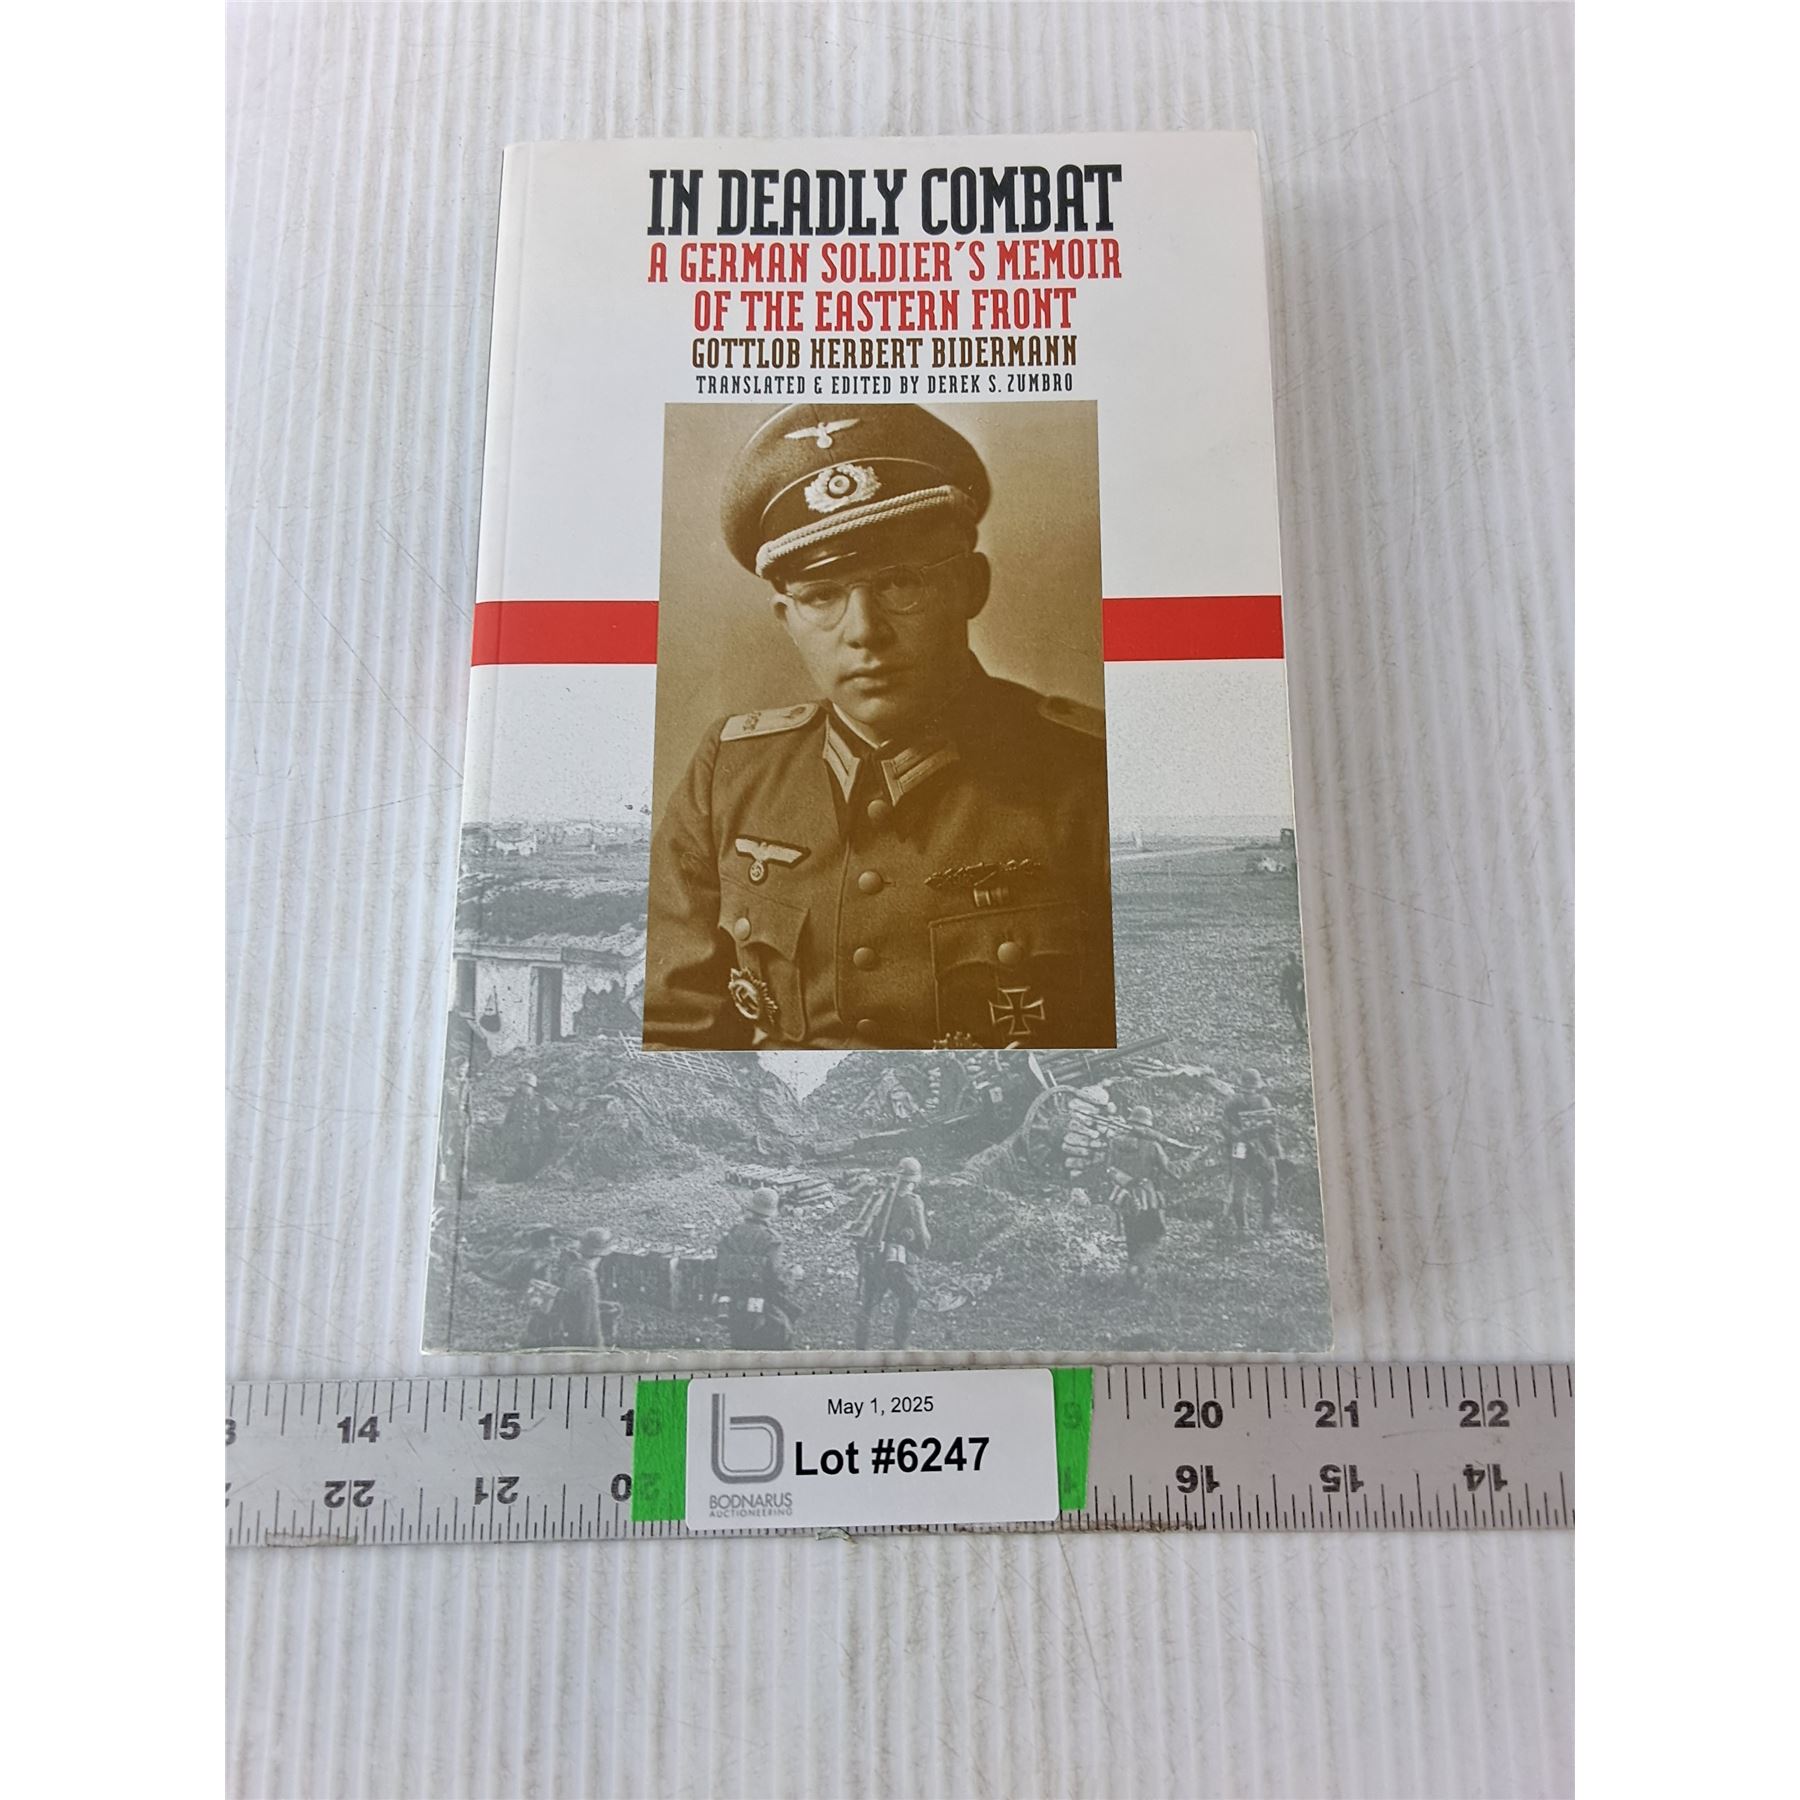 IN DEADLY COMBAT
A GERMAN SOLDIER'S MEMOIR
OF THE EASTERN FRONT
GOTTLOB HERBERT BIDERMANN
TRANSLATED & EDITED BY DEREK S. ZUMBRO
May 1, 2025
Lot #6247
BODNARUS
AUCTIONEERING
14 15 20 21 22
22 21 16 15 14